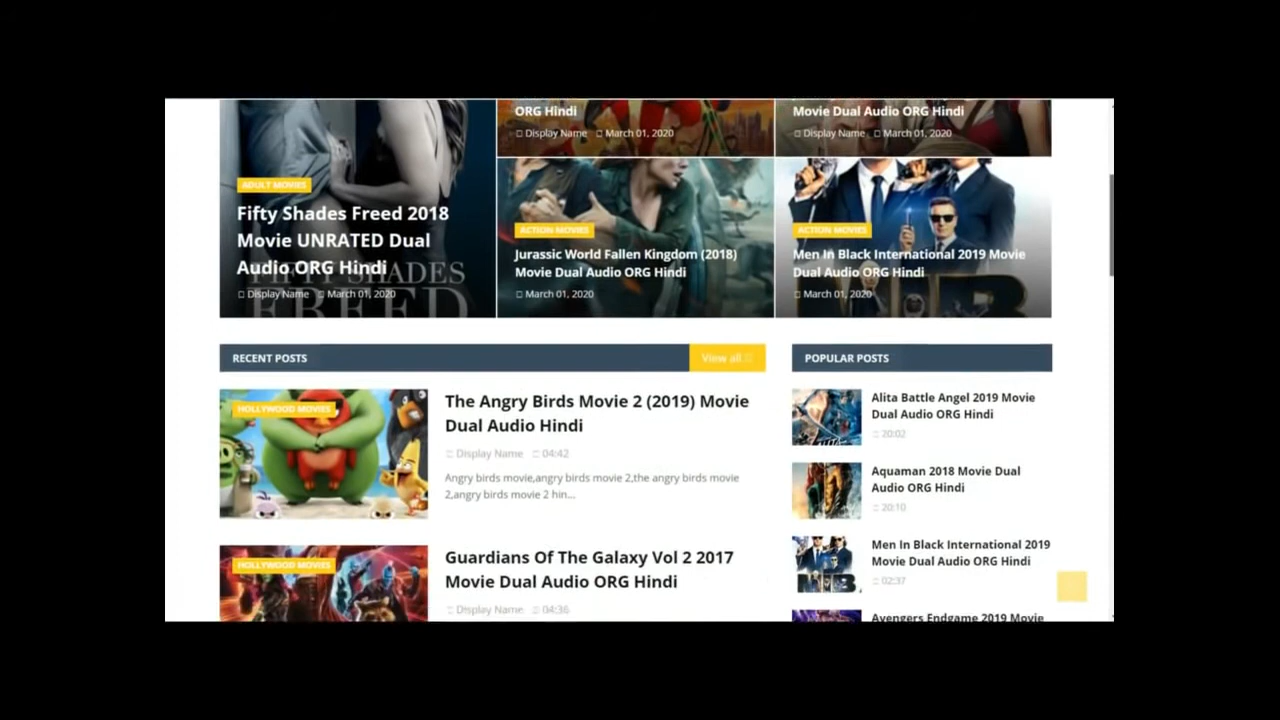 ORG Hindi
Display Name March 01, 2020
Movie Dual Audio ORG Hindi
Display Name March 01, 2020
ADULT MOVIES
Fifty Shades Freed 2018
Movie UNRATED Dual
Audio ORG Hindi
Display Name March 01, 2020
FIFTY SHADES
FREED
ACTION MOVIES
Jurassic World Fallen Kingdom (2018)
Movie Dual Audio ORG Hindi
March 01, 2020
ACTION MOVIES
Men In Black International 2019 Movie
Dual Audio ORG Hindi
March 01, 2020
MIB
RECENT POSTS
View all
HOLLYWOOD MOVIES
The Angry Birds Movie 2 (2019) Movie
Dual Audio Hindi
Display Name 04:42
Angry birds movie,angry birds movie 2,the angry birds movie
2,angry birds movie 2 hin...
HOLLYWOOD MOVIES
Guardians Of The Galaxy Vol 2 2017
Movie Dual Audio ORG Hindi
Display Name 04:36
POPULAR POSTS
Alita Battle Angel 2019 Movie
Dual Audio ORG Hindi
20:02
Aquaman 2018 Movie Dual
Audio ORG Hindi
20:10
Men In Black International 2019
Movie Dual Audio ORG Hindi
02:37
MIB
Avengers Endgame 2019 Movie